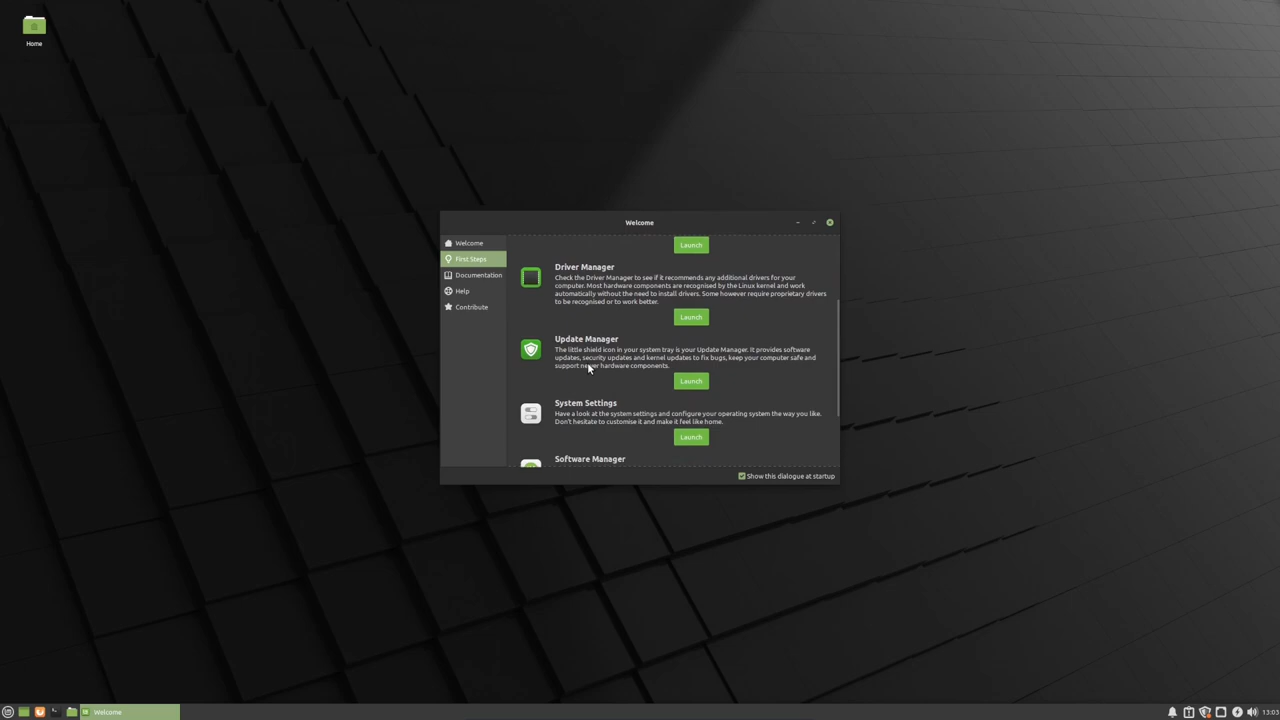 Home
Welcome
Welcome
First Steps
Documentation
Help
Contribute
Launch
Driver Manager
Check the Driver Manager to see if it recommends any additional drivers for your
computer. Most hardware components are recognised by the Linux kernel and work
automatically without the need to install drivers. Some however require proprietary drivers
to be recognised or to work better.
Launch
Update Manager
The little shield icon in your system tray is your Update Manager. It provides software
updates, security updates and kernel updates to fix bugs, keep your computer safe and
support newer hardware components.
Launch
System Settings
Have a look at the system settings and configure your operating system the way you like.
Don't hesitate to customise it and make it feel like home.
Launch
Software Manager
Show this dialogue at startup
Welcome
13:03